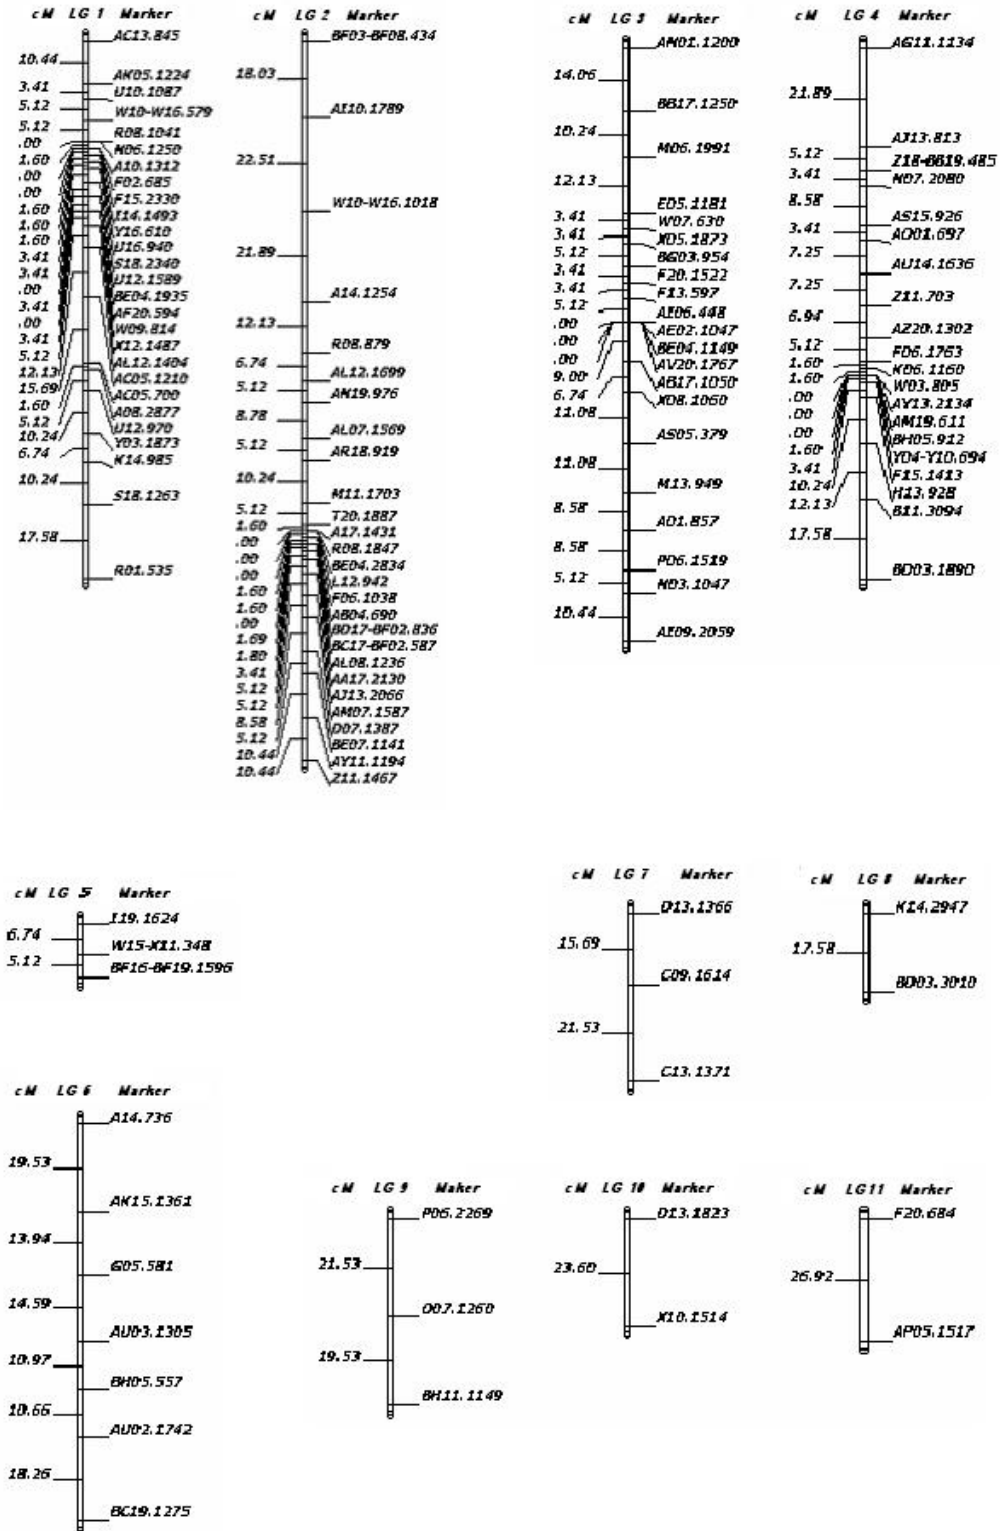 cM LG 1 Marker
AC13.845
10.44
AK05.1224
3.41
U10.1087
5.12
W10-W16.579
5.12
R08.1041
.00
N06.1250
1.60
A10.1312
.00
F02.685
.00
F15.2330
1.60
I14.1493
1.60
Y16.610
1.60
U16.940
3.41
S18.2340
3.41
U12.1589
.00
BE04.1935
3.41
AF20.594
.00
W09.814
3.41
X12.1487
5.12
AL12.1404
12.13
AC05.1210
15.69
AC05.700
1.60
A08.2877
5.12
U12.970
10.24
Y03.1873
6.74
K14.985
10.24
S18.1263
17.58
R01.535
cM LG 2 Marker
BF03-BF08.434
18.03
AI10.1789
22.51
W10-W16.1018
21.89
A14.1254
12.13
R08.879
6.74
AL12.1699
5.12
AN19.976
8.78
AL07.1569
5.12
AR18.919
10.24
M11.1703
5.12
T20.1887
1.60
A17.1431
.00
R08.1847
.00
BE04.2834
.00
L12.942
1.60
F06.1038
1.60
AB04.690
.00
BD17-BF02.836
1.69
BC17-BF02.587
1.80
AL08.1236
3.41
AA17.2130
5.12
AJ13.2066
5.12
AM07.1587
8.58
D07.1387
5.12
BE07.1141
10.44
AY11.1194
10.44
Z11.1467
cM LG 3 Marker
AN01.1200
14.06
BB17.1250
10.24
M06.1991
12.13
E05.1181
3.41
W07.630
3.41
X05.1873
5.12
BG03.954
3.41
F20.1522
3.41
F13.597
5.12
AE06.448
.00
AE02.1047
.00
BE04.1149
.00
AV20.1767
9.00
AB17.1050
6.74
X08.1060
11.08
AS05.379
11.08
M13.949
8.58
AD1.857
8.58
P06.1519
5.12
N03.1047
10.44
AE09.2059
cM LG 4 Marker
AG11.1134
21.89
AJ13.813
5.12
Z18-BB19.485
3.41
N07.2080
8.58
AS15.926
3.41
AO01.697
7.25
AU14.1636
7.25
Z11.703
6.94
AZ20.1302
5.12
F06.1763
1.60
K06.1160
1.60
W03.805
.00
AY13.2134
.00
AM19.611
.00
BH05.912
1.60
Y04-Y10.694
3.41
F15.1413
10.24
H13.928
12.13
B11.3094
17.58
BD03.1890
cM LG 5 Marker
I19.1624
6.74
W15-X11.348
5.12
BF16-BF19.1596
cM LG 7 Marker
O13.1366
15.69
C09.1614
21.53
C13.1371
cM LG 8 Marker
K14.2947
17.58
BD03.3010
cM LG 6 Marker
A14.736
19.53
AK15.1361
13.94
G05.581
14.59
AU03.1305
10.97
BH05.557
10.66
AU02.1742
18.26
BC19.1275
cM LG 9 Maker
P06.2269
21.53
O07.1260
19.53
BH11.1149
cM LG 10 Marker
D13.1823
23.60
X10.1514
cM LG11 Marker
F20.684
26.92
AP05.1517